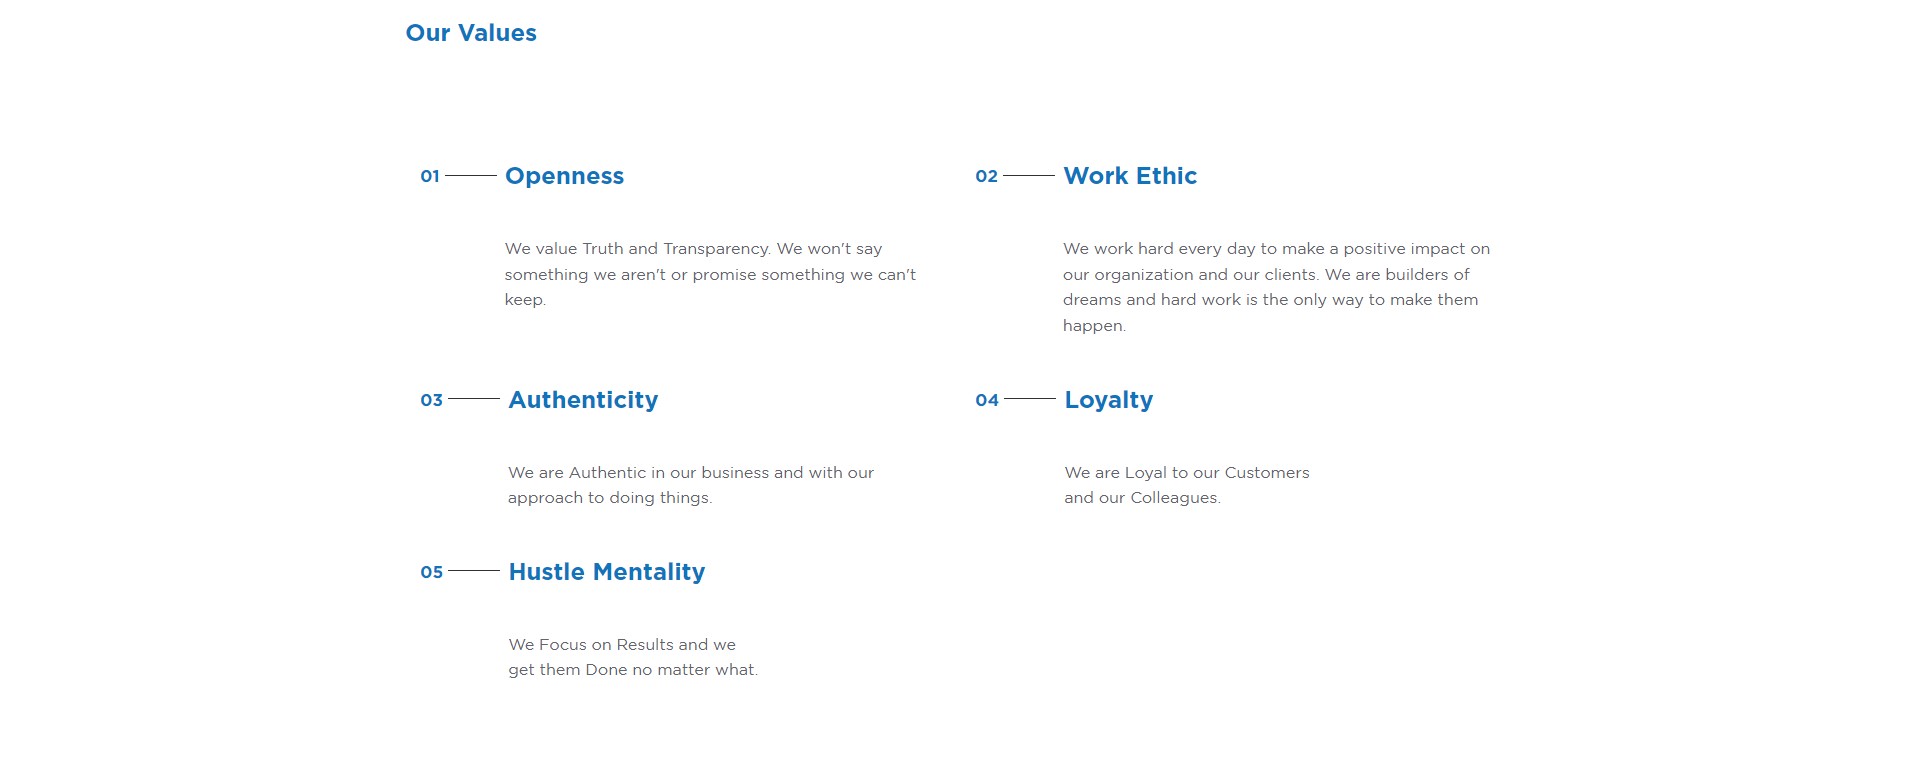 Our Values
01 Openness
We value Truth and Transparency. We won't say
something we aren't or promise something we can't
keep.
02 Work Ethic
We work hard every day to make a positive impact on
our organization and our clients. We are builders of
dreams and hard work is the only way to make them
happen.
03 Authenticity
We are Authentic in our business and with our
approach to doing things.
04 Loyalty
We are Loyal to our Customers
and our Colleagues.
05 Hustle Mentality
We Focus on Results and we
get them Done no matter what.